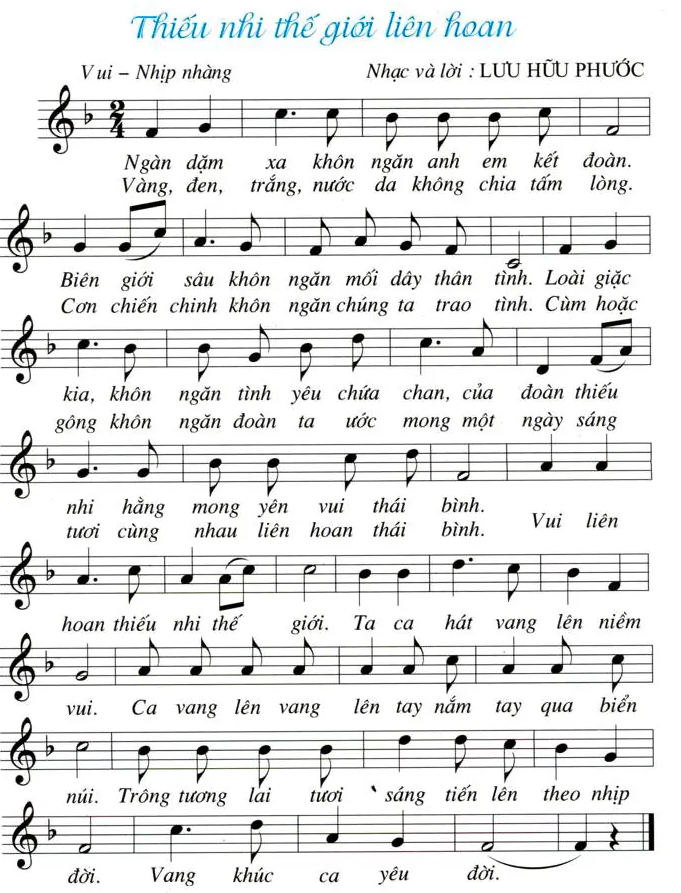 Thiếu nhi thế giới liên hoan
Vui – Nhịp nhàng
Nhạc và lời : LƯU HỮU PHƯỚC
2
4
Ngàn dặm xa khôn ngăn anh em kết đoàn.
Vàng, đen, trắng, nước da không chia tấm lòng.
Biên giới sâu khôn ngăn mối dây thân tình. Loài giặc
Cơn chiến chinh khôn ngăn chúng ta trao tình. Cùm hoặc
kia, khôn ngăn tình yêu chứa chan, của đoàn thiếu
gông khôn ngăn đoàn ta ước mong một ngày sáng
nhi hằng mong yên vui thái bình.
tươi cùng nhau liên hoan thái bình. Vui liên
hoan thiếu nhi thế giới. Ta ca hát vang lên niềm
vui. Ca vang lên vang lên tay nắm tay qua biển
núi. Trông tương lai tươi sáng tiến lên theo nhịp
đời. Vang khúc ca yêu đời.